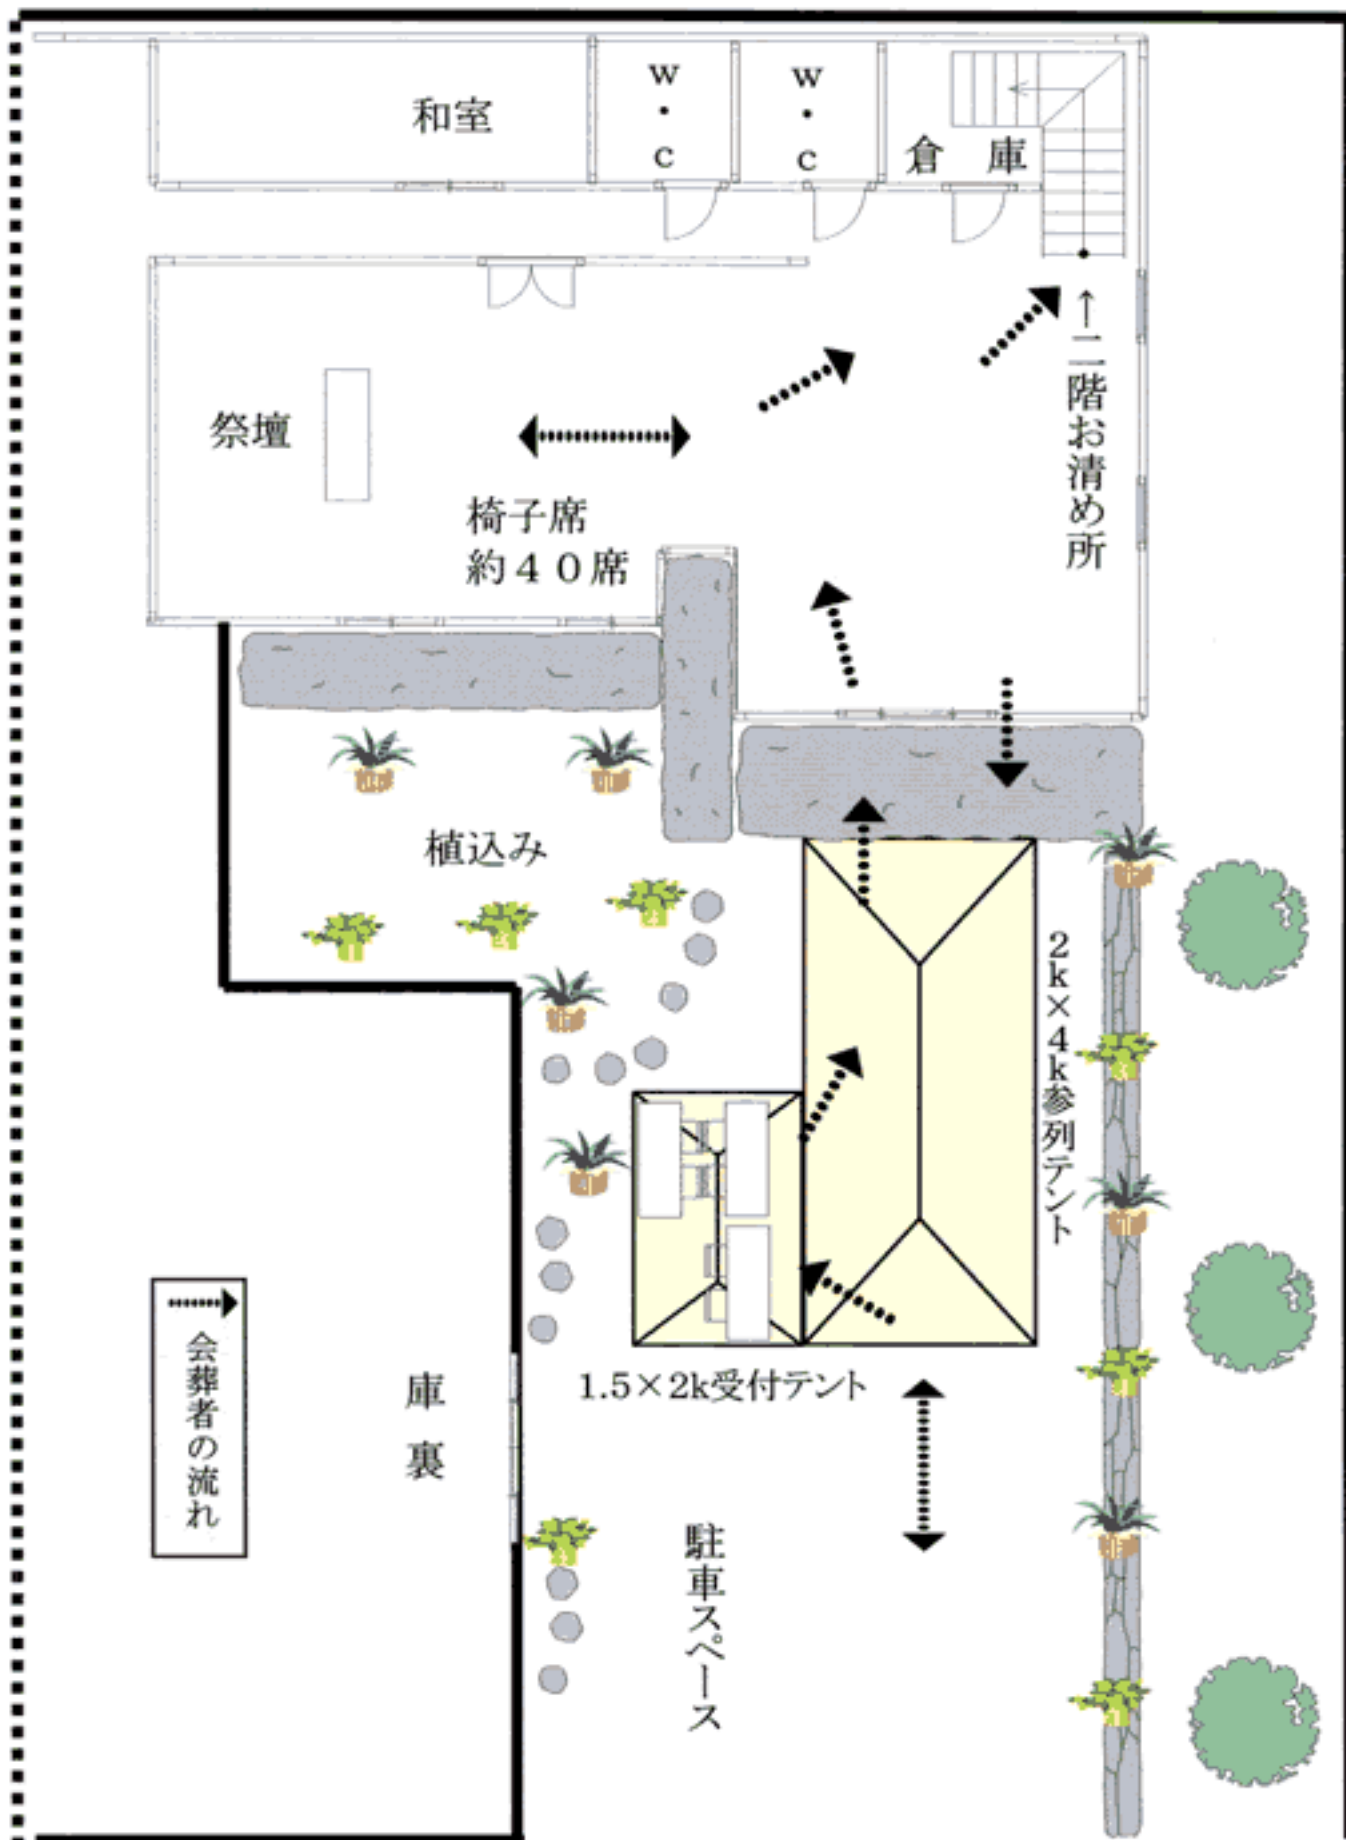 和室
w・c
w・c
倉庫
←二階お清め所
祭壇
椅子席
約４０席
植込み
2k×4k参列テント
1.5×2k受付テント
会葬者の流れ
庫裏
駐車スペース